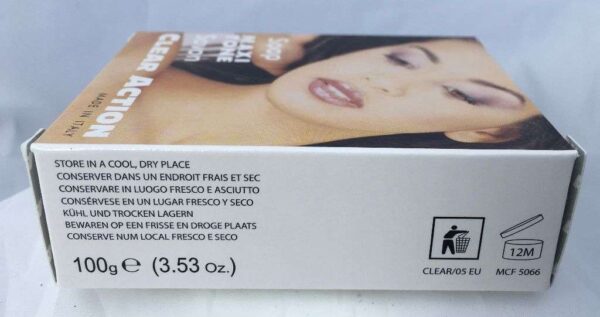 Soap
MAXI
TONE
Savon
CLEAR ACTION
MADE IN ITALY
STORE IN A COOL, DRY PLACE
CONSERVER DANS UN ENDROIT FRAIS ET SEC
CONSERVARE IN LUOGO FRESCO E ASCIUTTO
CONSÉRVESE EN UN LUGAR FRESCO Y SECO
KÜHL UND TROCKEN LAGERN
BEWAREN OP EEN FRISSE EN DROGE PLAATS
CONSERVE NUM LOCAL FRESCO E SECO
100g ℮ (3.53 Oz.)
12M
CLEAR/05 EU
MCF 5066